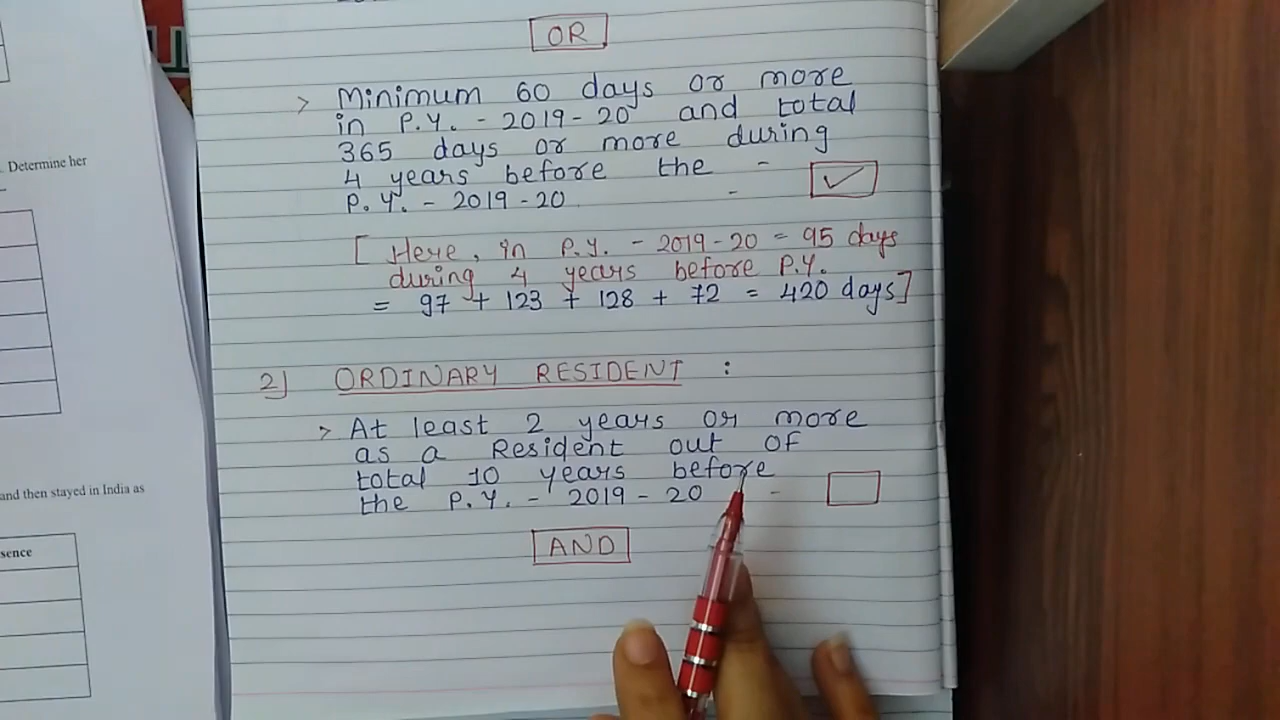 . Determine her
and then stayed in India as
sence
OR
> Minimum 60 days or more
in P.Y. - 2019-20 and total
365 days or more during
4 years before the -
P.Y. - 2019-20 - ✓
[ Here, in P.Y. - 2019-20 = 95 days
during 4 years before P.Y.
= 97 + 123 + 128 + 72 = 420 days]
2] ORDINARY RESIDENT :
> At least 2 years or more
as a Resident out of
total 10 years before
the P.Y. - 2019-20 -
AND